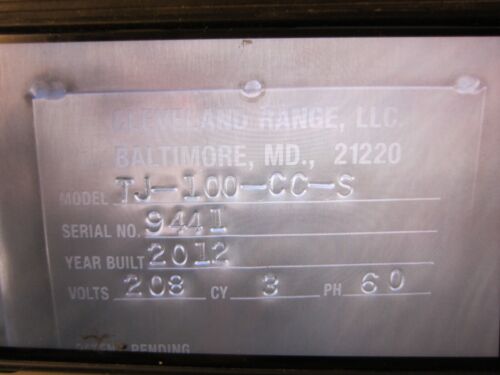 CLEVELAND RANGE, LLC.
BALTIMORE, MD., 21220
MODEL TJ-100-CC-S
SERIAL NO. 9441
YEAR BUILT 2012
VOLTS 208 CY 3 PH 60
PATENT PENDING